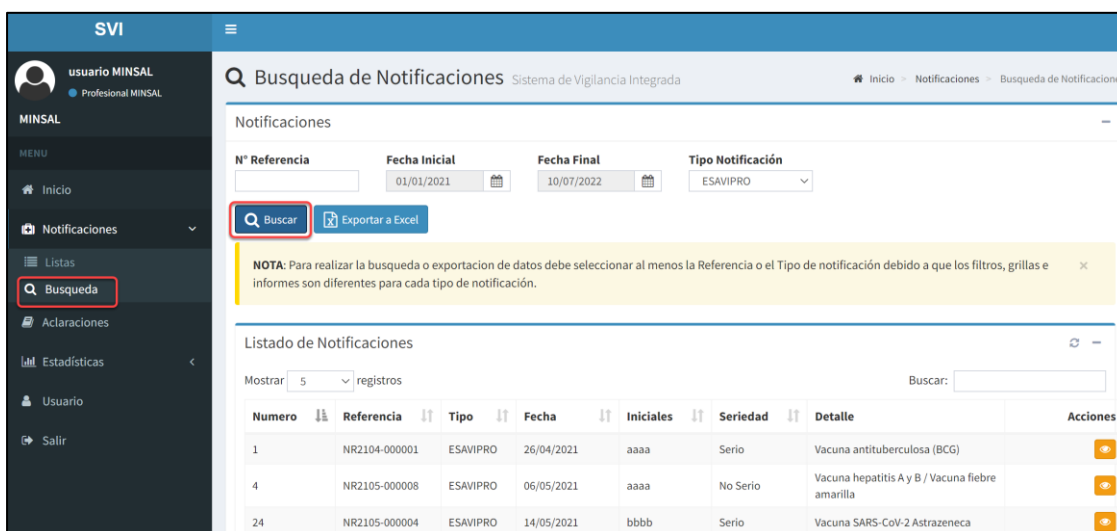 SVI
usuario MINSAL
Profesional MINSAL
MINSAL
MENU
Inicio
Notificaciones
Listas
Busqueda
Aclaraciones
Estadísticas
Usuario
Salir
Busqueda de Notificaciones Sistema de Vigilancia Integrada
Inicio > Notificaciones > Busqueda de Notificacione
Notificaciones
N° Referencia Fecha Inicial Fecha Final Tipo Notificación
01/01/2021 10/07/2022 ESAVIPRO
Buscar Exportar a Excel
NOTA: Para realizar la busqueda o exportacion de datos debe seleccionar al menos la Referencia o el Tipo de notificación debido a que los filtros, grillas e
informes son diferentes para cada tipo de notificación.
Listado de Notificaciones
Mostrar 5 registros Buscar:
Numero Referencia Tipo Fecha Iniciales Seriedad Detalle Acciones
1 NR2104-000001 ESAVIPRO 26/04/2021 aaaa Serio Vacuna antituberculosa (BCG)
4 NR2105-000008 ESAVIPRO 06/05/2021 aaaa No Serio Vacuna hepatitis A y B / Vacuna fiebre
amarilla
24 NR2105-000004 ESAVIPRO 14/05/2021 bbbb Serio Vacuna SARS-CoV-2 Astrazeneca